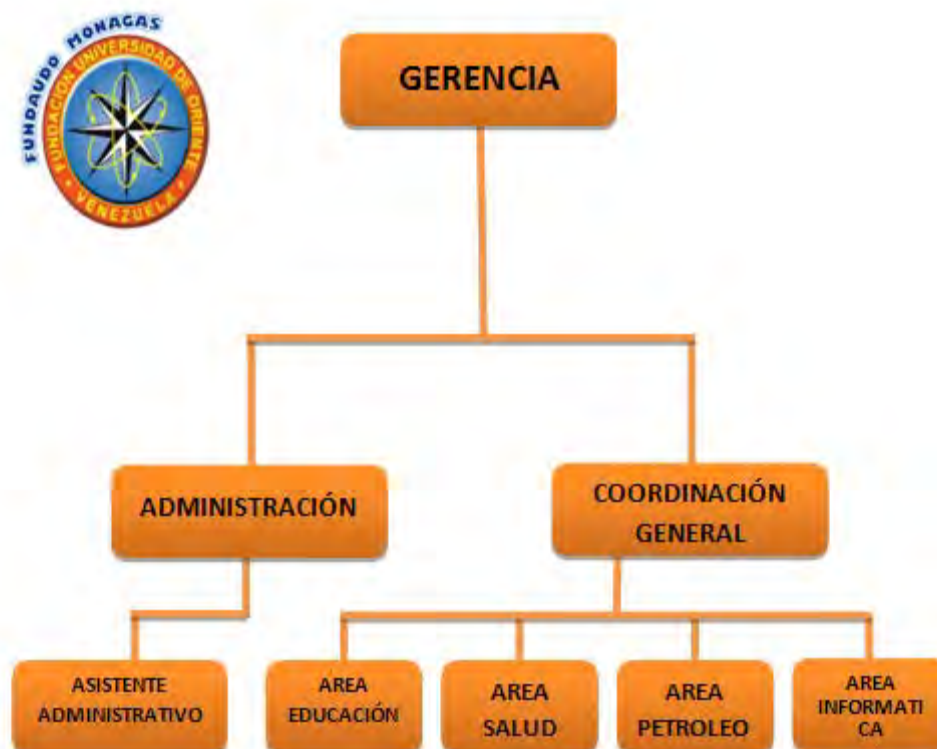 FUNDAUDO MONAGAS
FUNDACION UNIVERSIDAD DE ORIENTE
• VENEZUELA •
GERENCIA
ADMINISTRACIÓN
COORDINACIÓN
GENERAL
ASISTENTE
ADMINISTRATIVO
AREA
EDUCACIÓN
AREA
SALUD
AREA
PETROLEO
AREA
INFORMATI
CA